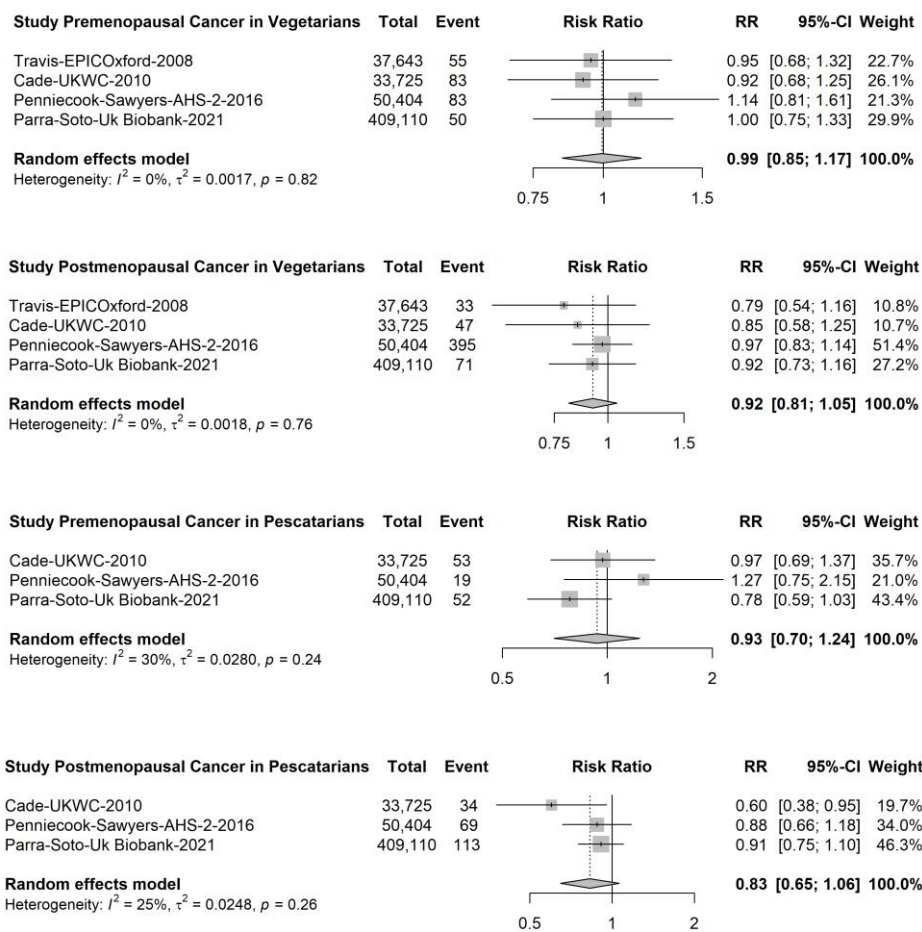 Study Premenopausal Cancer in Vegetarians Total Event Risk Ratio RR 95%-CI Weight
Travis-EPICOxford-2008 37,643 55 0.95 [0.68; 1.32] 22.7%
Cade-UKWC-2010 33,725 83 0.92 [0.68; 1.25] 26.1%
Penniecook-Sawyers-AHS-2-2016 50,404 83 1.14 [0.81; 1.61] 21.3%
Parra-Soto-Uk Biobank-2021 409,110 50 1.00 [0.75; 1.33] 29.9%
Random effects model 0.99 [0.85; 1.17] 100.0%
Heterogeneity: I² = 0%, τ² = 0.0017, p = 0.82
0.75 1 1.5
Study Postmenopausal Cancer in Vegetarians Total Event Risk Ratio RR 95%-CI Weight
Travis-EPICOxford-2008 37,643 33 0.79 [0.54; 1.16] 10.8%
Cade-UKWC-2010 33,725 47 0.85 [0.58; 1.25] 10.7%
Penniecook-Sawyers-AHS-2-2016 50,404 395 0.97 [0.83; 1.14] 51.4%
Parra-Soto-Uk Biobank-2021 409,110 71 0.92 [0.73; 1.16] 27.2%
Random effects model 0.92 [0.81; 1.05] 100.0%
Heterogeneity: I² = 0%, τ² = 0.0018, p = 0.76
0.75 1 1.5
Study Premenopausal Cancer in Pescatarians Total Event Risk Ratio RR 95%-CI Weight
Cade-UKWC-2010 33,725 53 0.97 [0.69; 1.37] 35.7%
Penniecook-Sawyers-AHS-2-2016 50,404 19 1.27 [0.75; 2.15] 21.0%
Parra-Soto-Uk Biobank-2021 409,110 52 0.78 [0.59; 1.03] 43.4%
Random effects model 0.93 [0.70; 1.24] 100.0%
Heterogeneity: I² = 30%, τ² = 0.0280, p = 0.24
0.5 1 2
Study Postmenopausal Cancer in Pescatarians Total Event Risk Ratio RR 95%-CI Weight
Cade-UKWC-2010 33,725 34 0.60 [0.38; 0.95] 19.7%
Penniecook-Sawyers-AHS-2-2016 50,404 69 0.88 [0.66; 1.18] 34.0%
Parra-Soto-Uk Biobank-2021 409,110 113 0.91 [0.75; 1.10] 46.3%
Random effects model 0.83 [0.65; 1.06] 100.0%
Heterogeneity: I² = 25%, τ² = 0.0248, p = 0.26
0.5 1 2